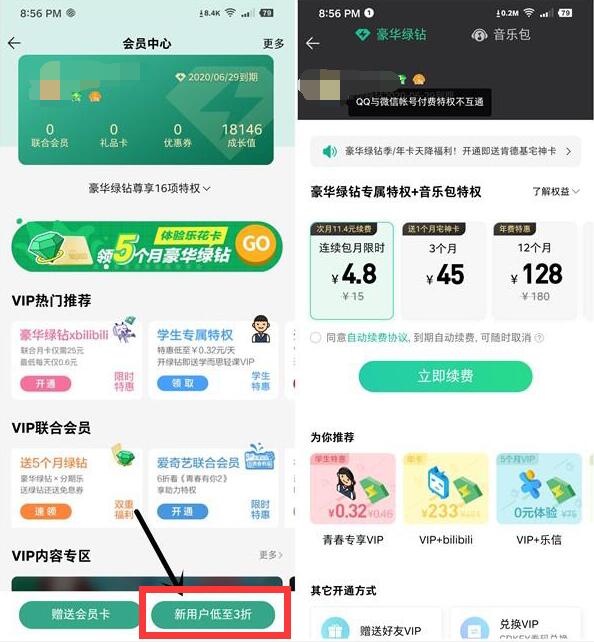 8:56 PM
8.4K
79
会员中心
更多
2020/06/29到期
0
0
0
18146
联合会员
礼品卡
优惠券
成长值
豪华绿钻尊享16项特权
体验乐花卡
领5个月豪华绿钻
GO
VIP热门推荐
豪华绿钻xbilibili
联合月卡仅需25元
最低每天仅0.6元
开通
限时
特惠
学生专属特权
特惠低至￥0.32元/天
开绿钻即送学而思轻课VIP
领取
学生
特惠
VIP联合会员
送5个月绿钻
豪华绿钻×分期乐
送绿钻还送免息券
速领
双重
福利
爱奇艺联合会员
6折看《青春有你2》
享助力特权
开通
限时
特惠
VIP内容专区
更多
赠送会员卡
新用户低至3折
8:56 PM
1
0.2M
79
豪华绿钻
音乐包
QQ与微信帐号付费特权不互通
豪华绿钻季/年卡天降福利！开通即送肯德基宅神卡
豪华绿钻专属特权+音乐包特权
了解权益
次月11.4元续费
连续包月限时
￥4.8
￥15
送1个月宅神卡
3个月
￥45
年费特惠
12个月
￥128
￥180
同意自动续费协议，到期自动续费，可随时取消
立即续费
为你推荐
学生特惠
￥0.32
￥0.46
青春专享VIP
年卡
￥233
VIP+bilibili
5个月VIP
0元体验
￥75
VIP+乐信
其它开通方式
赠送好友VIP
兑换VIP